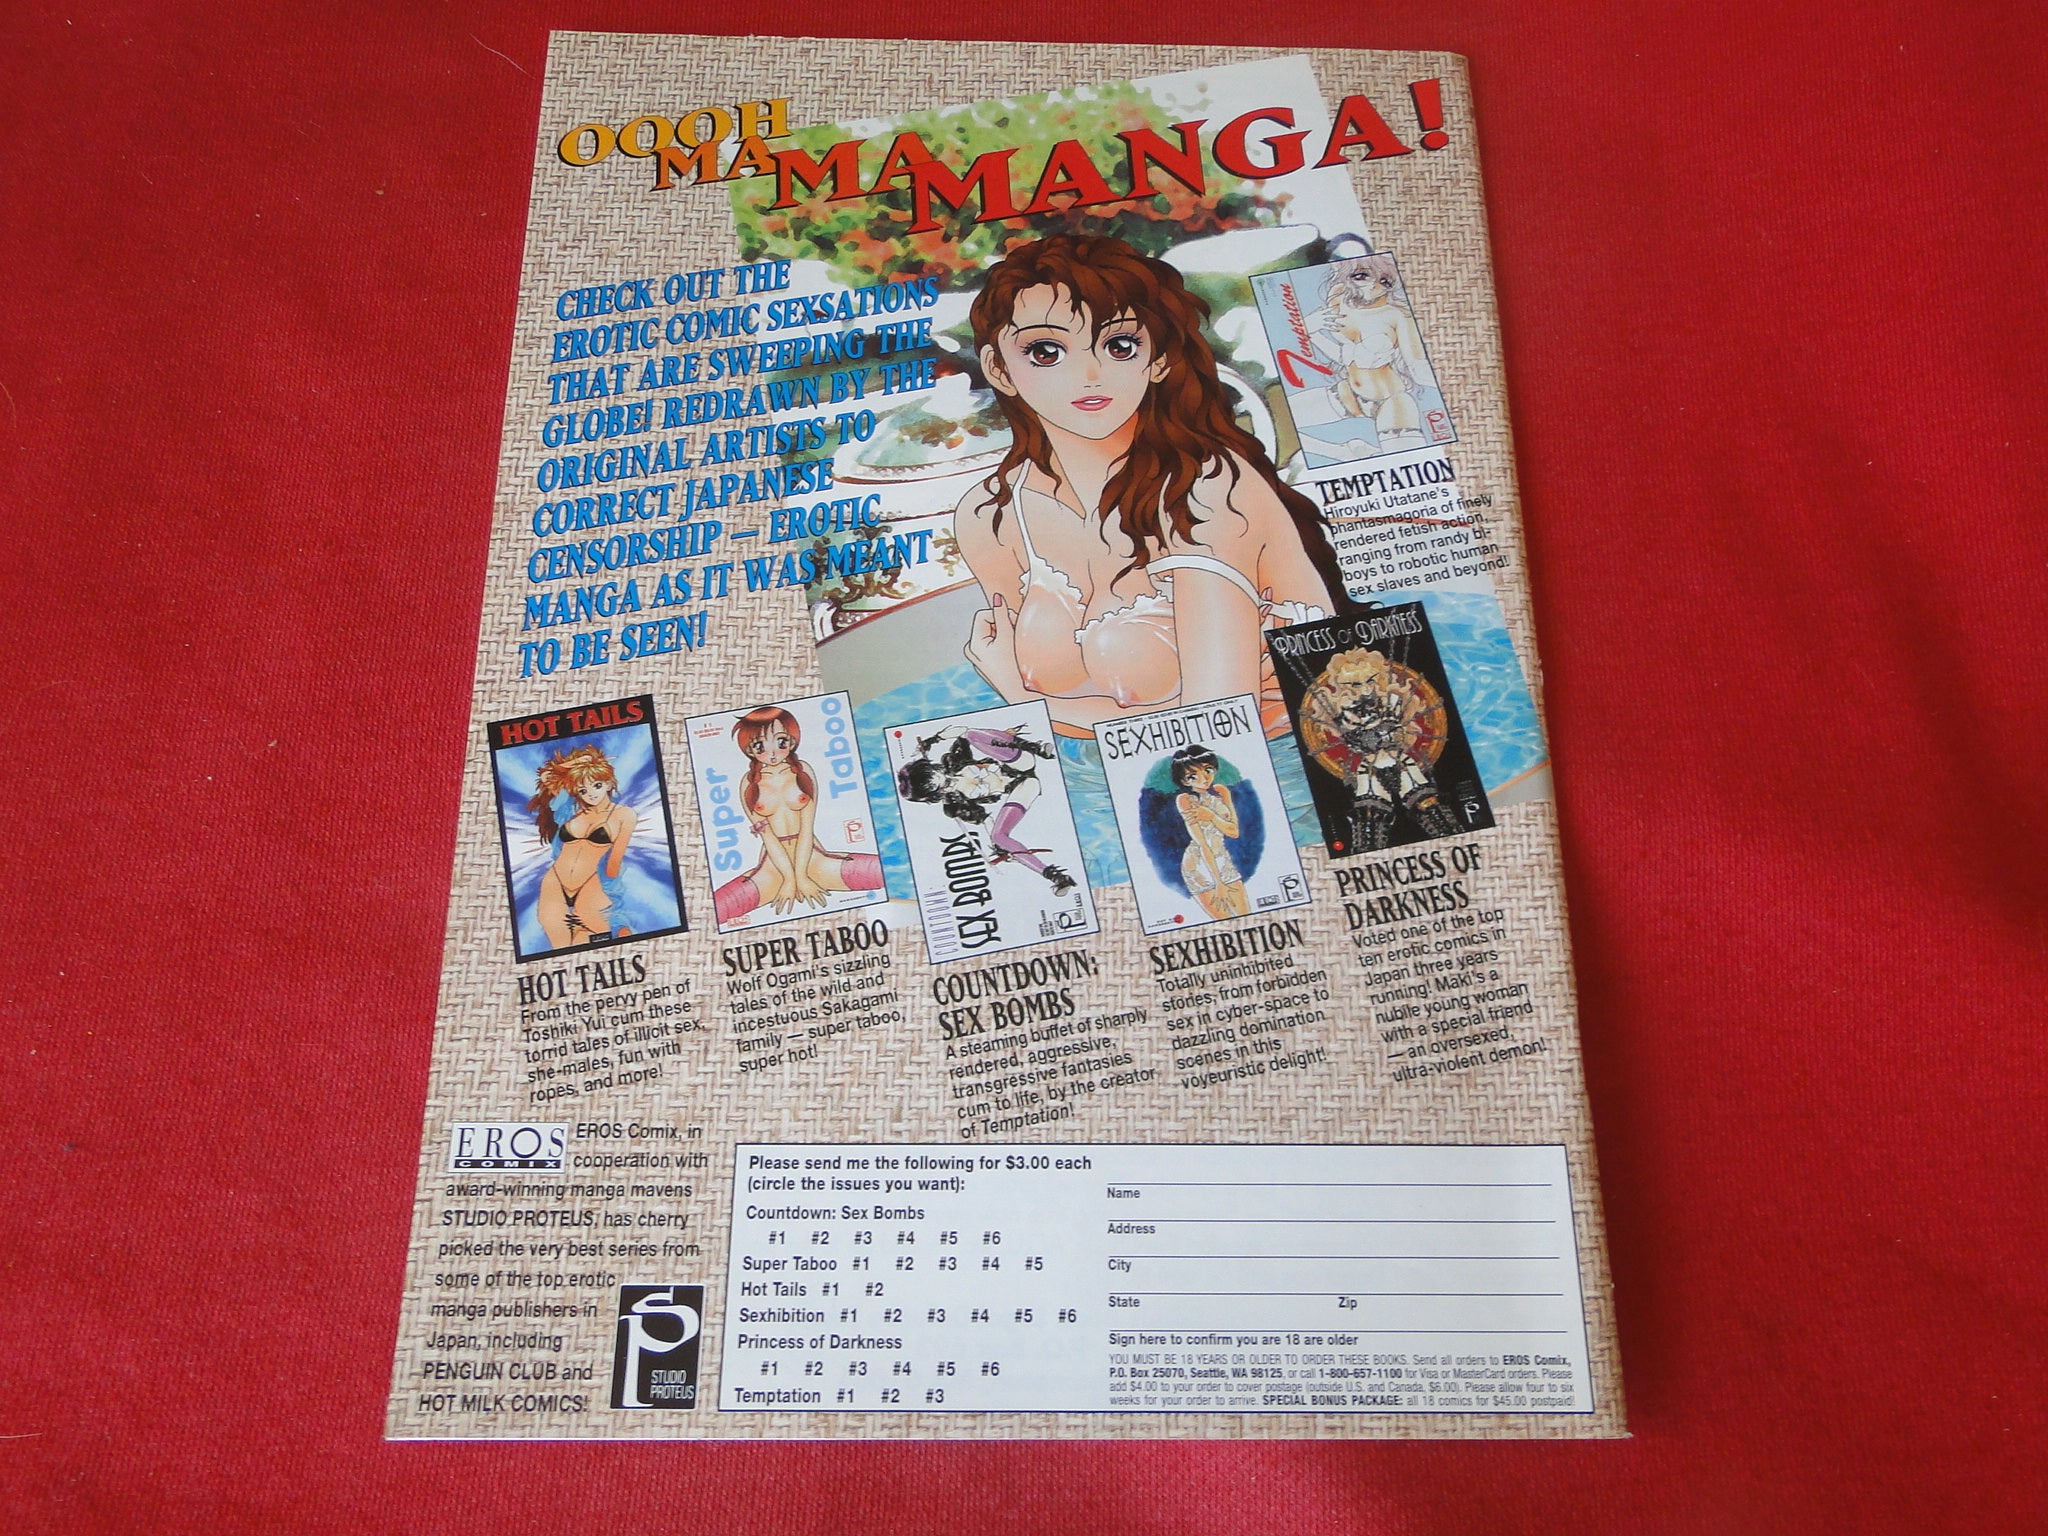 OOOH
MA
MA
MANGA!
CHECK OUT THE
EROTIC COMIC SEXSATIONS
THAT ARE SWEEPING THE
GLOBE! REDRAWN BY THE
ORIGINAL ARTISTS TO
CORRECT JAPANESE
CENSORSHIP — EROTIC
MANGA AS IT WAS MEANT
TO BE SEEN!
Temptation
TEMPTATION
Hiroyuki Utatane's
phantasmagoria of finely
rendered fetish action,
ranging from randy bi-
boys to robotic human
sex slaves and beyond!
HOT TAILS
HOT TAILS
From the pervy pen of
Toshiki Yui cum these
torrid tales of illicit sex,
she-males, fun with
ropes, and more!
Super Taboo
SUPER TABOO
Wolf Ogami's sizzling
tales of the wild and
incestuous Sakagami
family — super taboo,
super hot!
COUNTDOWN
SEX BOMBS
COUNTDOWN:
SEX BOMBS
A steaming buffet of sharply
rendered, aggressive,
transgressive fantasies
cum to life, by the creator
of Temptation!
SEXHIBITION
SEXHIBITION
Totally uninhibited
stories, from forbidden
sex in cyber-space to
dazzling domination
scenes in this
voyeuristic delight!
PRINCESS OF DARKNESS
PRINCESS OF
DARKNESS
Voted one of the top
ten erotic comics in
Japan three years
running! Maki's a
nubile young woman
with a special friend
— an oversexed,
ultra-violent demon!
EROS
COMIX
EROS Comix, in
cooperation with
award-winning manga mavens
STUDIO PROTEUS, has cherry
picked the very best series from
some of the top erotic
manga publishers in
Japan, including
PENGUIN CLUB and
HOT MILK COMICS!
STUDIO
PROTEUS
Please send me the following for $3.00 each
(circle the issues you want):
Countdown: Sex Bombs
#1 #2 #3 #4 #5 #6
Super Taboo #1 #2 #3 #4 #5
Hot Tails #1 #2
Sexhibition #1 #2 #3 #4 #5 #6
Princess of Darkness
#1 #2 #3 #4 #5 #6
Temptation #1 #2 #3
Name
Address
City
State Zip
Sign here to confirm you are 18 are older
YOU MUST BE 18 YEARS OR OLDER TO ORDER THESE BOOKS. Send all orders to EROS Comix,
P.O. Box 25070, Seattle, WA 98125, or call 1-800-657-1100 for Visa or MasterCard orders. Please
add $4.00 to your order to cover postage (outside U.S. and Canada, $6.00). Please allow four to six
weeks for your order to arrive. SPECIAL BONUS PACKAGE: all 18 comics for $45.00 postpaid!